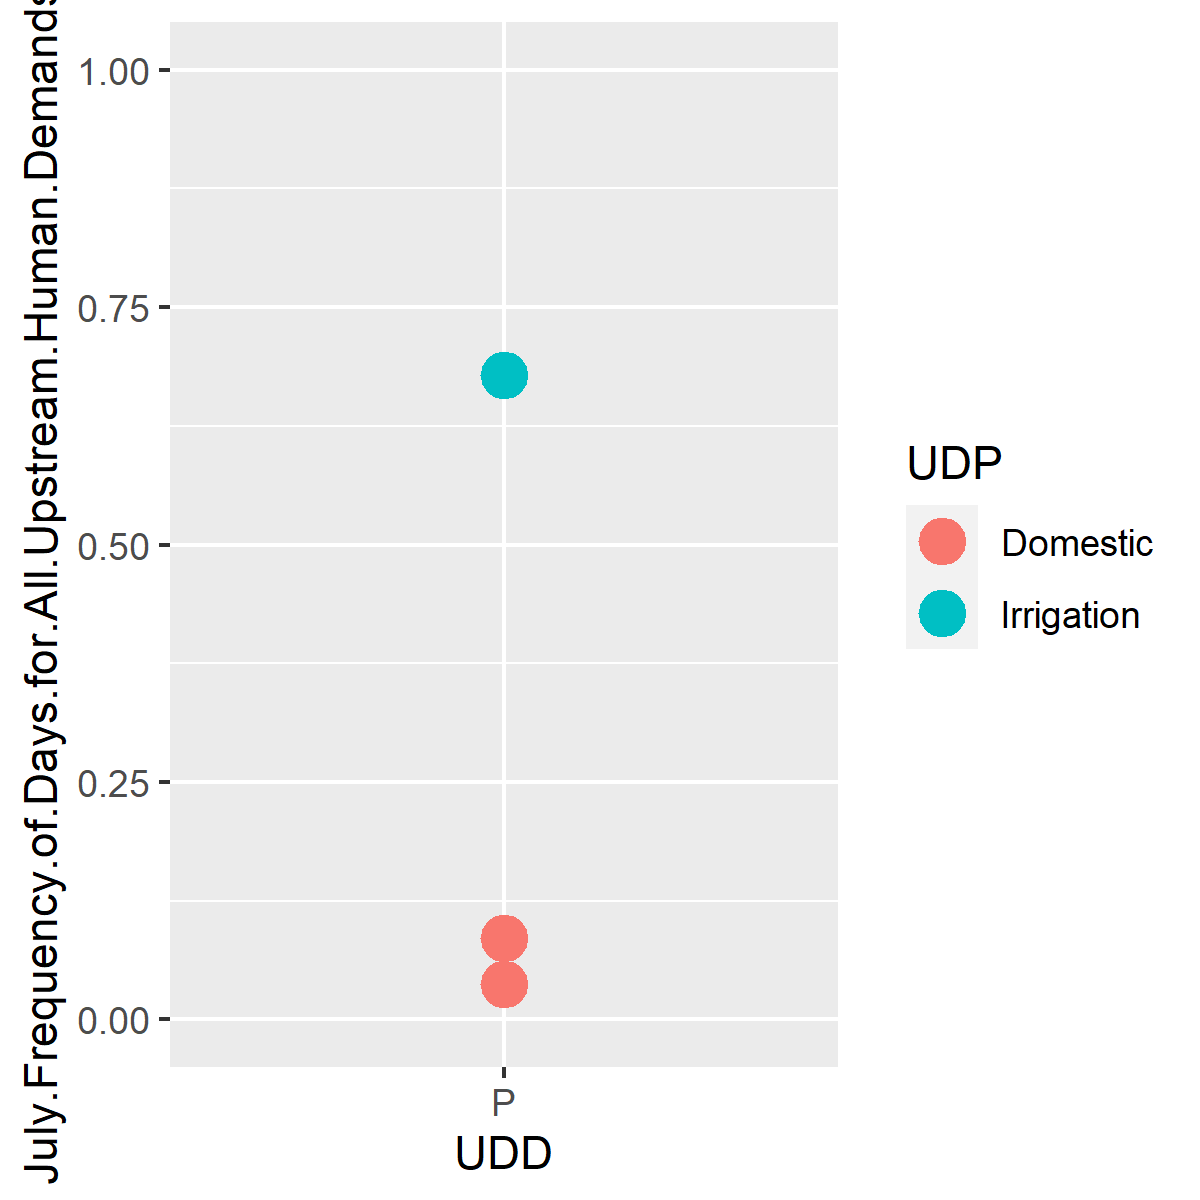 July.Frequency.of.Days.for.All.Upstream.Human.Demands
1.00
0.75
0.50
0.25
0.00
P
UDD
UDP
Domestic
Irrigation